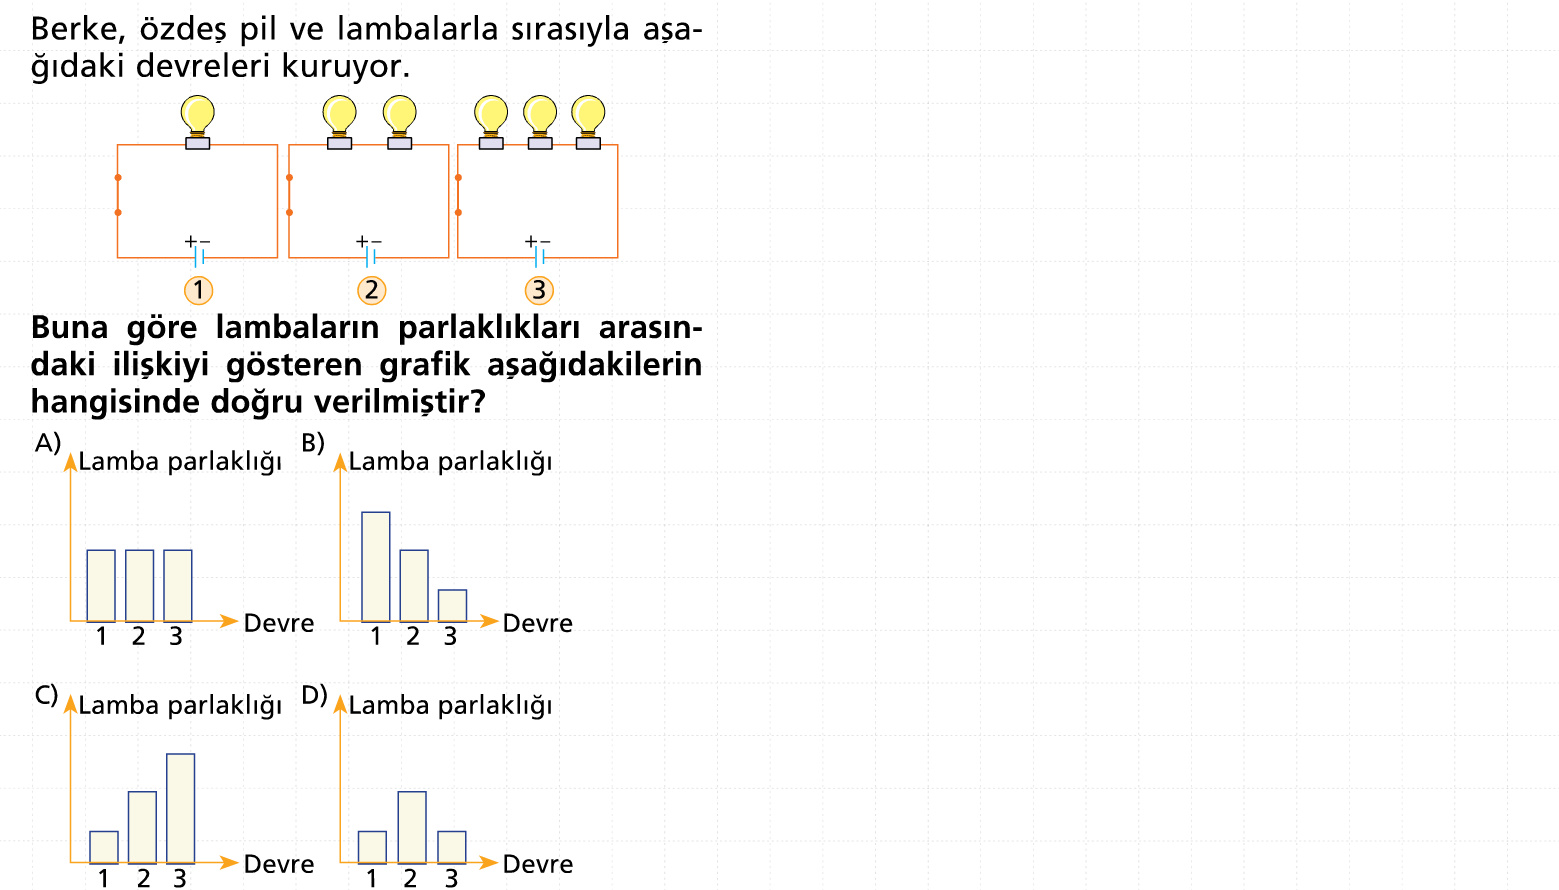 Berke, özdeş pil ve lambalarla sırasıyla aşa-
ğıdaki devreleri kuruyor.
+ − + − + −
1 2 3
Buna göre lambaların parlaklıkları arasın-
daki ilişkiyi gösteren grafik aşağıdakilerin
hangisinde doğru verilmiştir?
A) Lamba parlaklığı
Devre
1 2 3
B) Lamba parlaklığı
Devre
1 2 3
C) Lamba parlaklığı
Devre
1 2 3
D) Lamba parlaklığı
Devre
1 2 3